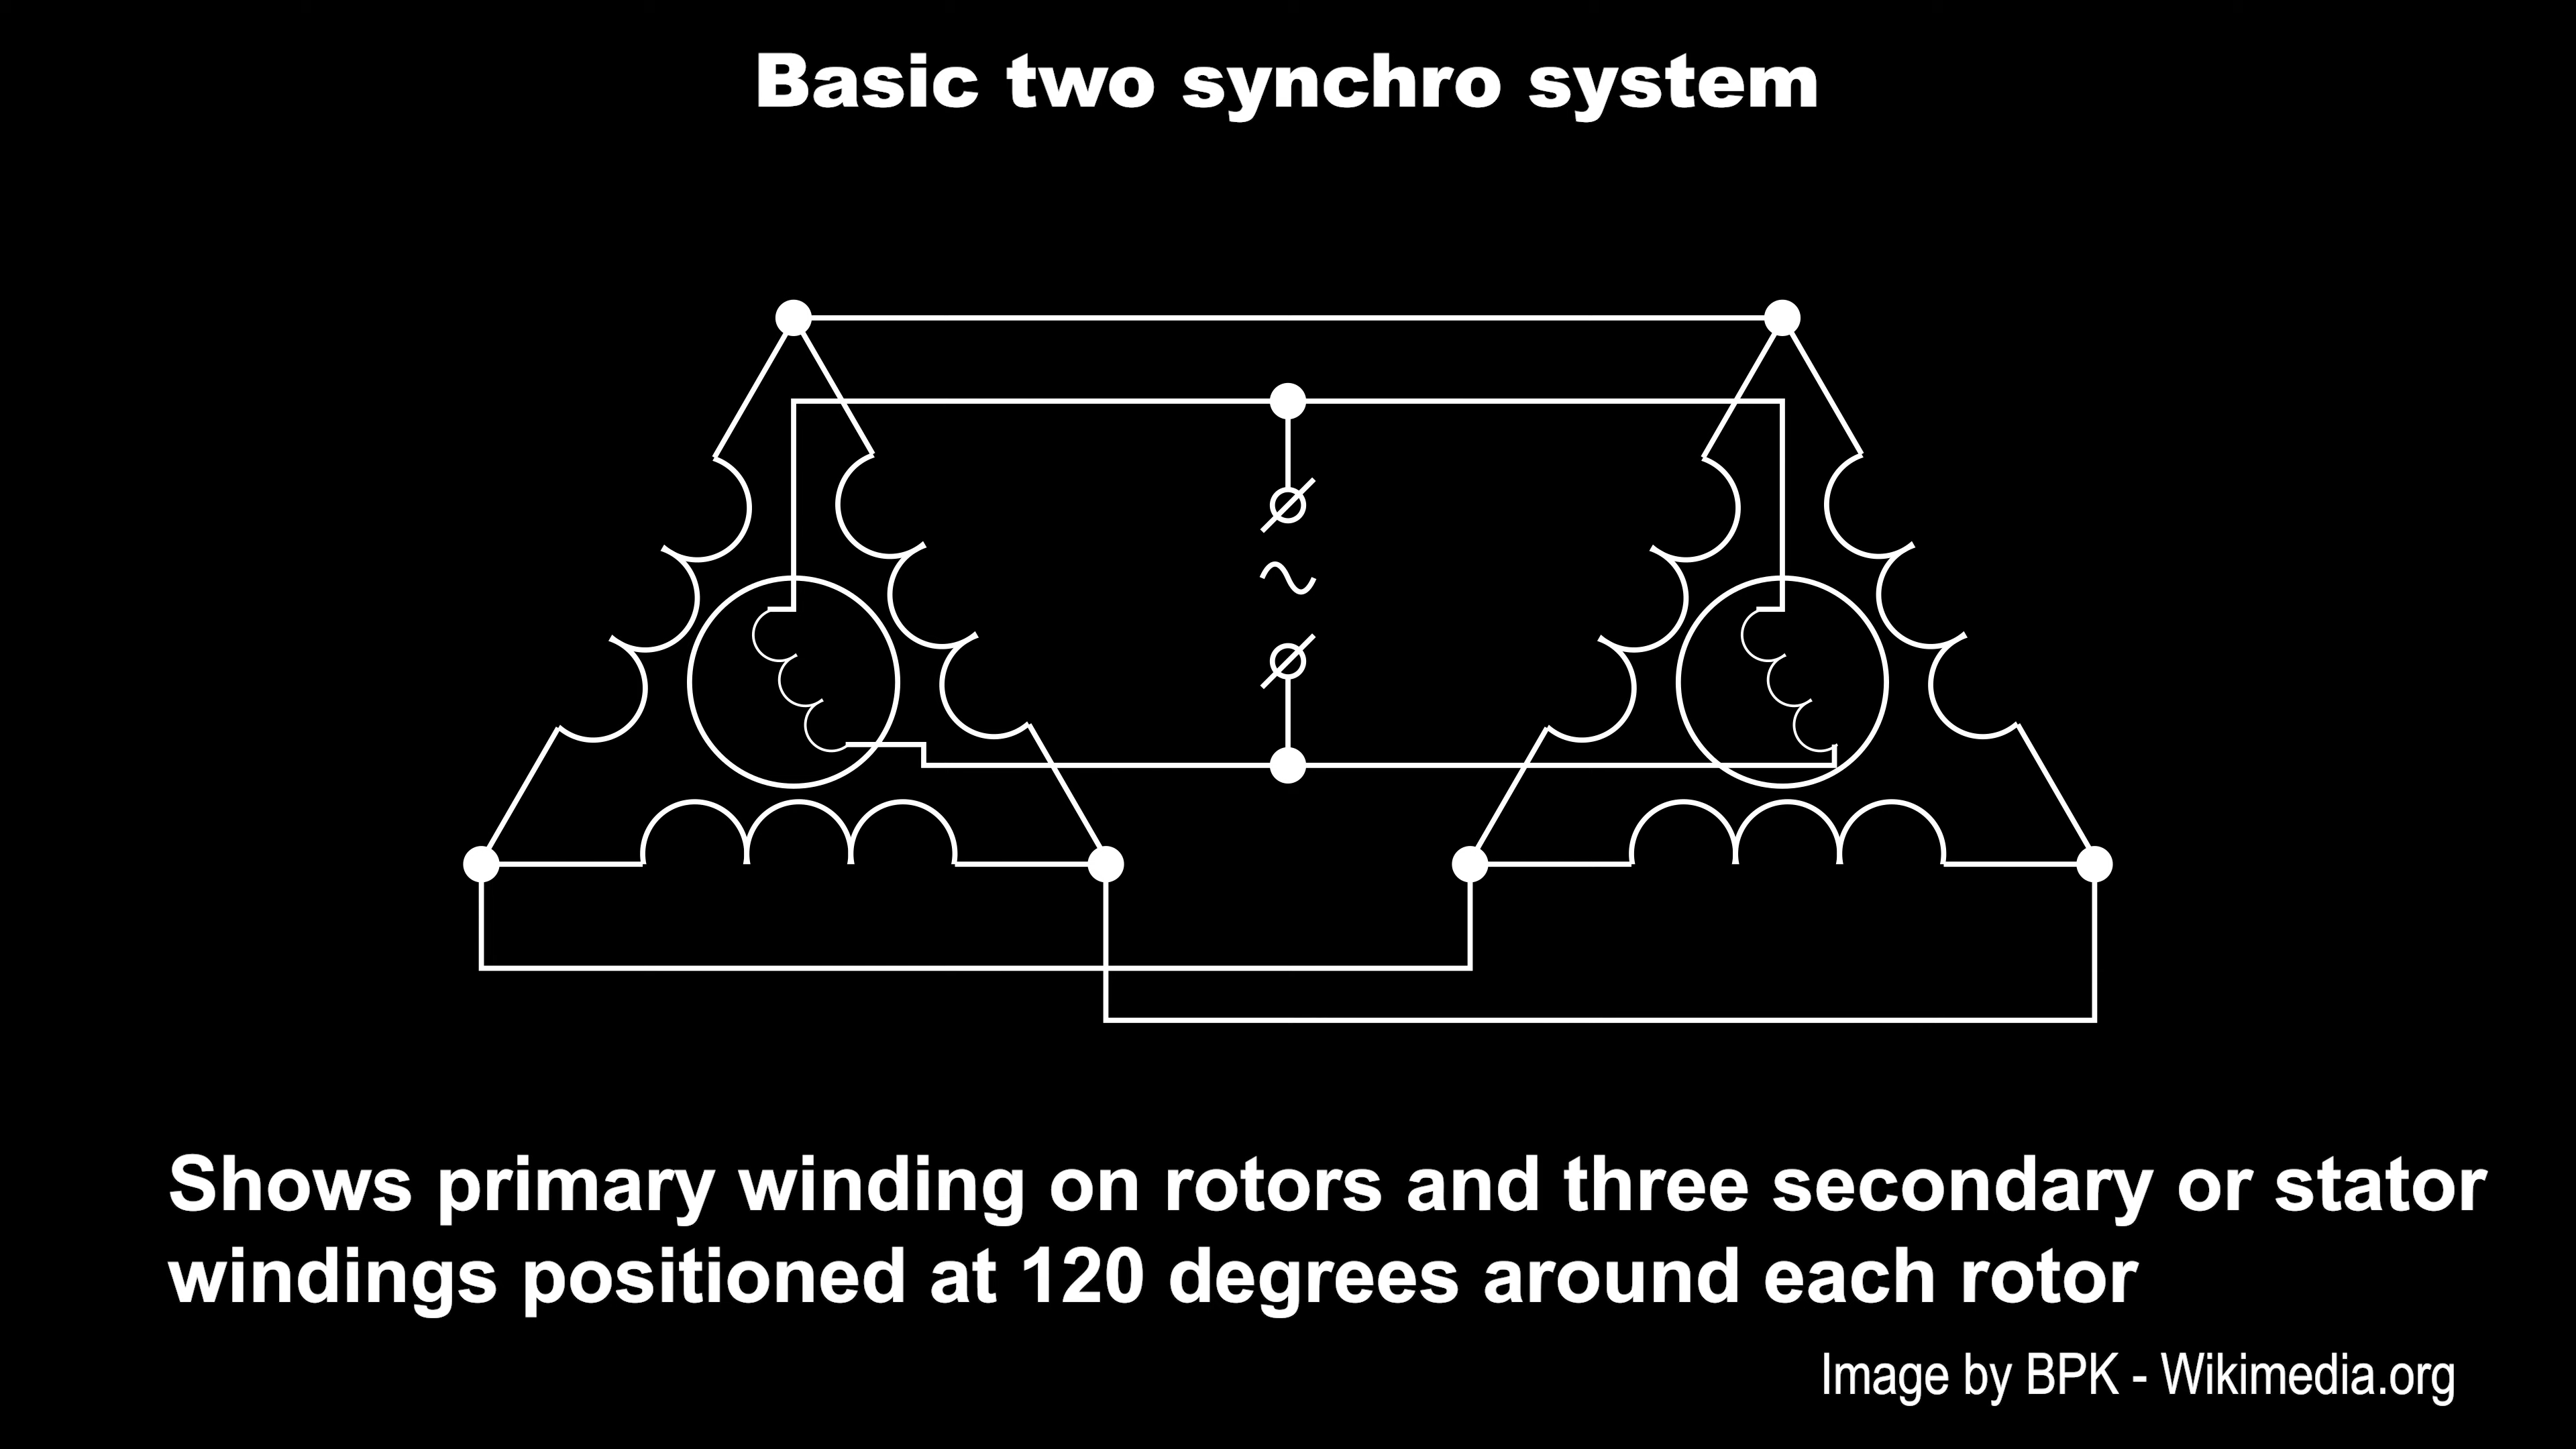 Basic two synchro system
Shows primary winding on rotors and three secondary or stator
windings positioned at 120 degrees around each rotor
Image by BPK - Wikimedia.org